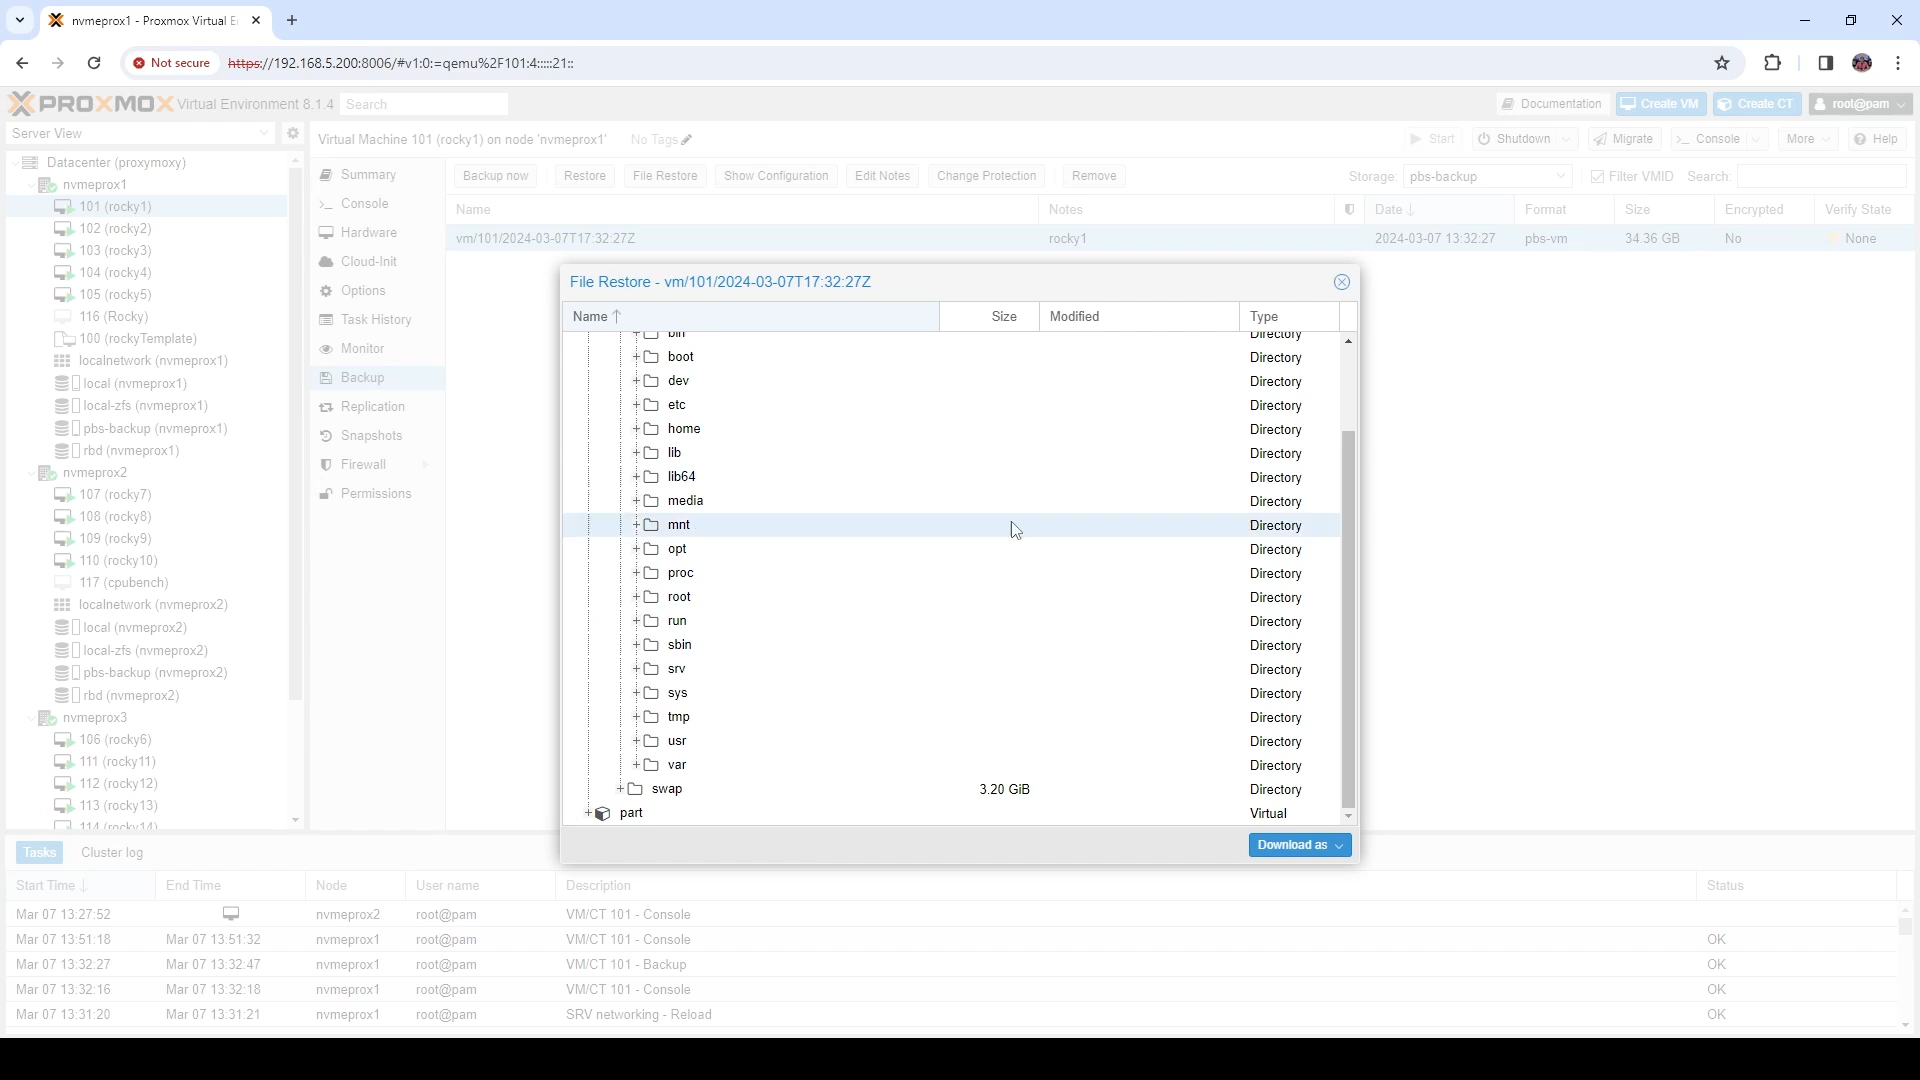 nvmeprox1 - Proxmox Virtual E
Not secure https://192.168.5.200:8006/#v1:0:=qemu%2F101:4:::::21::
PROXMOX Virtual Environment 8.1.4 Search Documentation Create VM Create CT root@pam
Server View
Virtual Machine 101 (rocky1) on node 'nvmeprox1' No Tags Start Shutdown Migrate Console More Help
Datacenter (proxymoxy)
nvmeprox1
101 (rocky1)
102 (rocky2)
103 (rocky3)
104 (rocky4)
105 (rocky5)
116 (Rocky)
100 (rockyTemplate)
localnetwork (nvmeprox1)
local (nvmeprox1)
local-zfs (nvmeprox1)
pbs-backup (nvmeprox1)
rbd (nvmeprox1)
nvmeprox2
107 (rocky7)
108 (rocky8)
109 (rocky9)
110 (rocky10)
117 (cpubench)
localnetwork (nvmeprox2)
local (nvmeprox2)
local-zfs (nvmeprox2)
pbs-backup (nvmeprox2)
rbd (nvmeprox2)
nvmeprox3
106 (rocky6)
111 (rocky11)
112 (rocky12)
113 (rocky13)
114 (rocky14)
Summary
Console
Hardware
Cloud-Init
Options
Task History
Monitor
Backup
Replication
Snapshots
Firewall
Permissions
Backup now Restore File Restore Show Configuration Edit Notes Change Protection Remove Storage: pbs-backup Filter VMID Search:
Name Notes Date Format Size Encrypted Verify State
vm/101/2024-03-07T17:32:27Z rocky1 2024-03-07 13:32:27 pbs-vm 34.36 GB No None
File Restore - vm/101/2024-03-07T17:32:27Z
Name Size Modified Type
bin Directory
boot Directory
dev Directory
etc Directory
home Directory
lib Directory
lib64 Directory
media Directory
mnt Directory
opt Directory
proc Directory
root Directory
run Directory
sbin Directory
srv Directory
sys Directory
tmp Directory
usr Directory
var Directory
swap 3.20 GiB Directory
part Virtual
Download as
Tasks Cluster log
Start Time End Time Node User name Description Status
Mar 07 13:27:52 nvmeprox2 root@pam VM/CT 101 - Console
Mar 07 13:51:18 Mar 07 13:51:32 nvmeprox1 root@pam VM/CT 101 - Console OK
Mar 07 13:32:27 Mar 07 13:32:47 nvmeprox1 root@pam VM/CT 101 - Backup OK
Mar 07 13:32:16 Mar 07 13:32:18 nvmeprox1 root@pam VM/CT 101 - Console OK
Mar 07 13:31:20 Mar 07 13:31:21 nvmeprox1 root@pam SRV networking - Reload OK